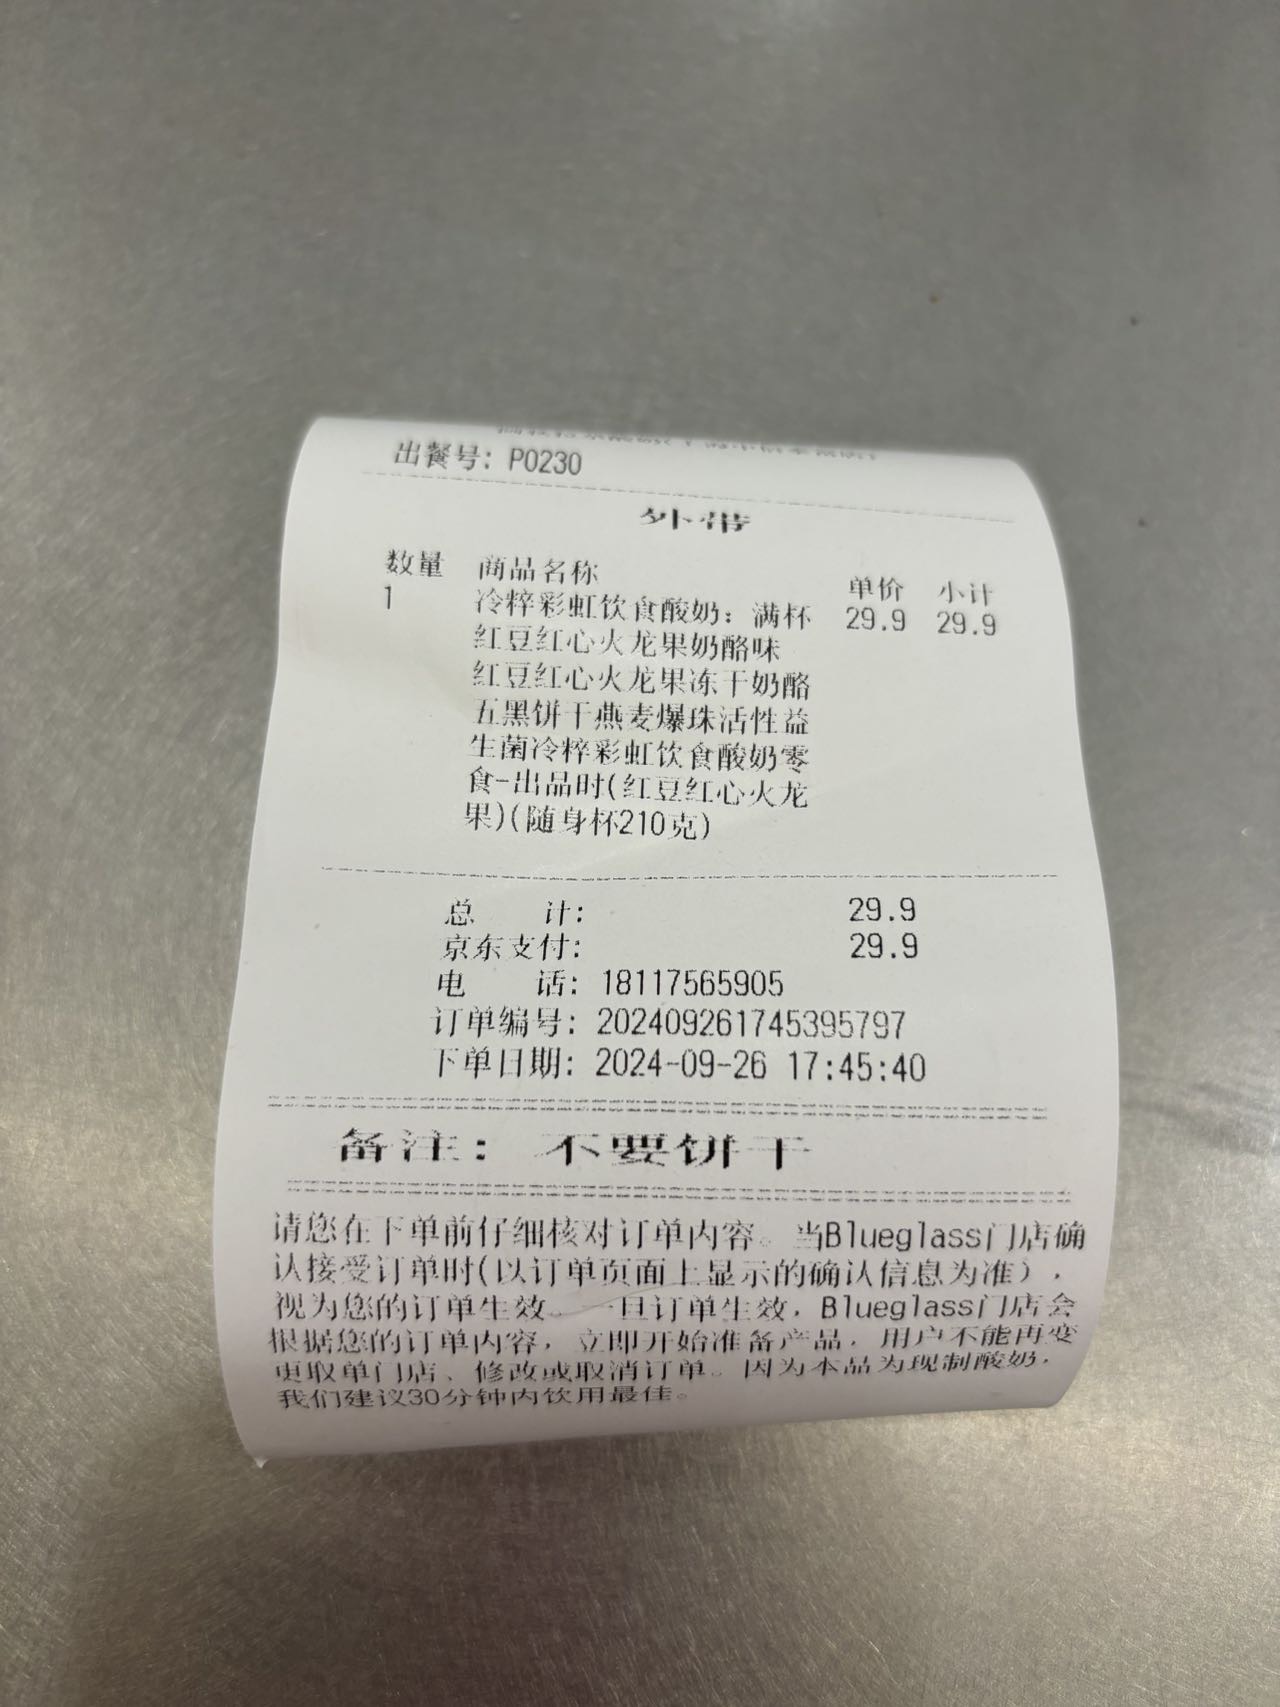 出餐号: P0230
外带
数量 商品名称 单价 小计
1 冷粹彩虹饮食酸奶: 满杯 29.9 29.9
红豆红心火龙果奶酪味
红豆红心火龙果冻干奶酪
五黑饼干燕麦爆珠活性益
生菌冷粹彩虹饮食酸奶零
食-出品时(红豆红心火龙
果)(随身杯210克)
总 计: 29.9
京东支付: 29.9
电 话: 18117565905
订单编号: 202409261745395797
下单日期: 2024-09-26 17:45:40
备注: 不要饼干
请您在下单前仔细核对订单内容。当Blueglass门店确
认接受订单时(以订单页面上显示的确认信息为准),
视为您的订单生效。一旦订单生效,Blueglass门店会
根据您的订单内容,立即开始准备产品,用户不能再变
更取单门店、修改或取消订单。因为本品为现制酸奶,
我们建议30分钟内饮用最佳。